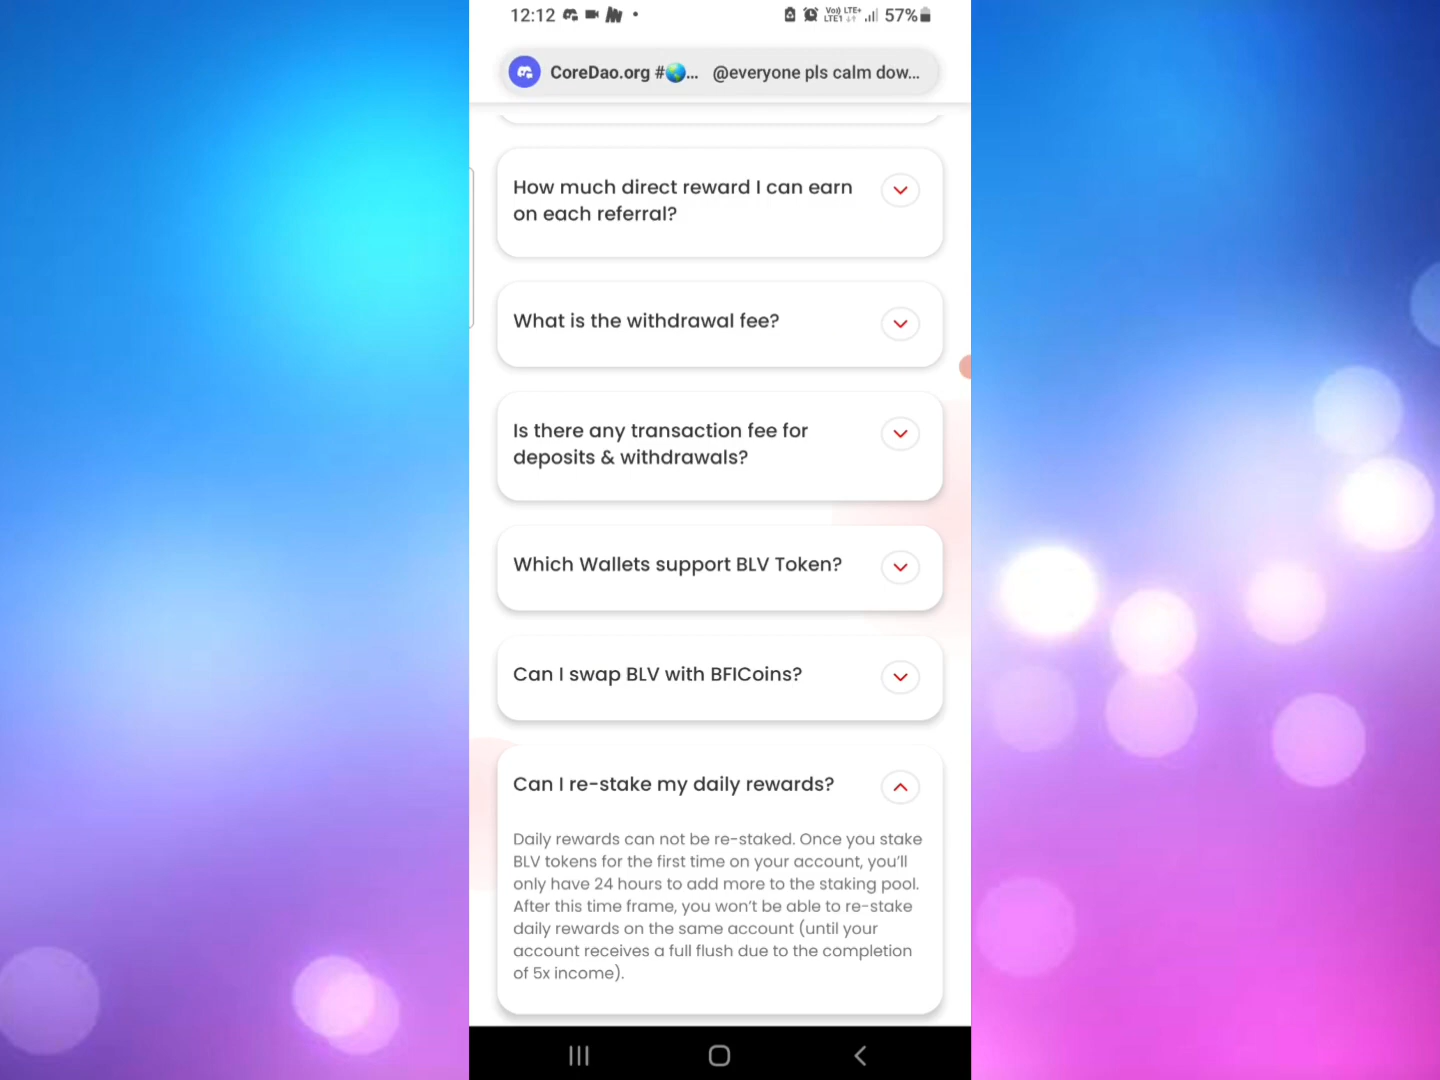 12:12
Vo)) LTE+
LTE1 ↓↑
57%
CoreDao.org #🌏... @everyone pls calm dow...
How much direct reward I can earn
on each referral?
What is the withdrawal fee?
Is there any transaction fee for
deposits & withdrawals?
Which Wallets support BLV Token?
Can I swap BLV with BFICoins?
Can I re-stake my daily rewards?
Daily rewards can not be re-staked. Once you stake
BLV tokens for the first time on your account, you’ll
only have 24 hours to add more to the staking pool.
After this time frame, you won’t be able to re-stake
daily rewards on the same account (until your
account receives a full flush due to the completion
of 5x income).